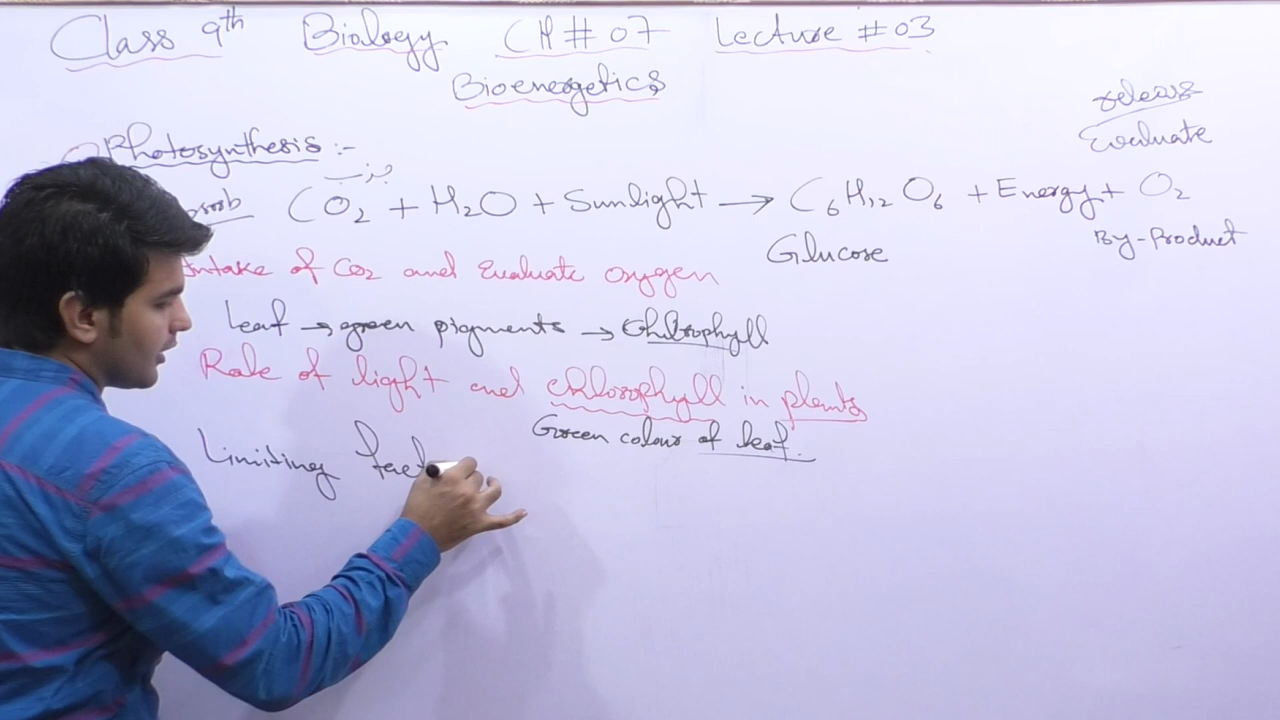 Class 9th Biology CH # 07 Lecture # 03
Bioenergetics
release
Evaluate
Photosynthesis :-
جزب
CO2 + H2O + Sunlight → C6H12O6 + Energy + O2
Glucose
By-Product
Intake of CO2 and Evaluate oxygen
Leaf → green pigments → Chlorophyll
Role of light and chlorophyll in plants
Green colour of leaf.
Limiting fact